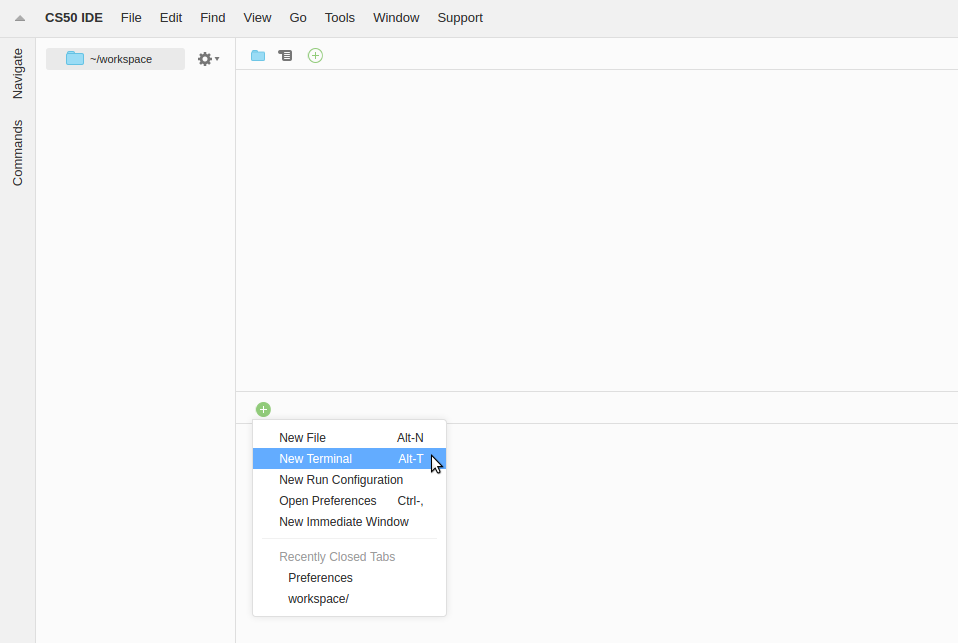 CS50 IDE File Edit Find View Go Tools Window Support
Navigate
Commands
~/workspace
New File Alt-N
New Terminal Alt-T
New Run Configuration
Open Preferences Ctrl-,
New Immediate Window
Recently Closed Tabs
Preferences
workspace/